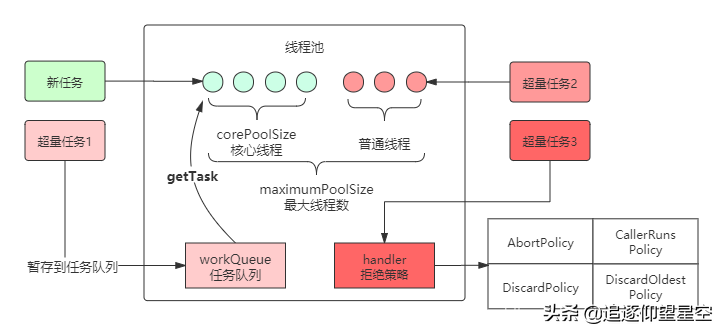 线程池
新任务
超量任务2
超量任务1
corePoolSize
核心线程
普通线程
超量任务3
getTask
maximumPoolSize
最大线程数
暂存到任务队列
workQueue
任务队列
handler
拒绝策略
AbortPolicy
CallerRuns
Policy
DiscardPolicy
DiscardOldest
Policy
头条 @追逐仰望星空